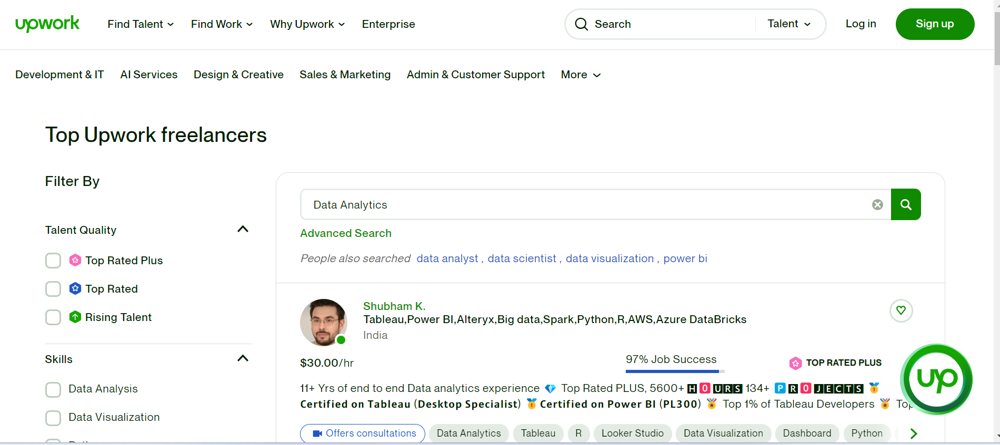 upwork Find Talent Find Work Why Upwork Enterprise Search Talent Log in Sign up
Development & IT AI Services Design & Creative Sales & Marketing Admin & Customer Support More
Top Upwork freelancers
Filter By
Talent Quality
Top Rated Plus
Top Rated
Rising Talent
Skills
Data Analysis
Data Visualization
Data Analytics
Advanced Search
People also searched data analyst , data scientist , data visualization , power bi
Shubham K.
Tableau,Power BI,Alteryx,Big data,Spark,Python,R,AWS,Azure DataBricks
India
$30.00/hr 97% Job Success TOP RATED PLUS
11+ Yrs of end to end Data analytics experience 💎 Top Rated PLUS, 5600+ HOURS 134+ PROJECTS 🥇
Certified on Tableau (Desktop Specialist) 🥇 Certified on Power BI (PL300) 🎖 Top 1% of Tableau Developers 🎖 Top
Offers consultations Data Analytics Tableau R Looker Studio Data Visualization Dashboard Python
up